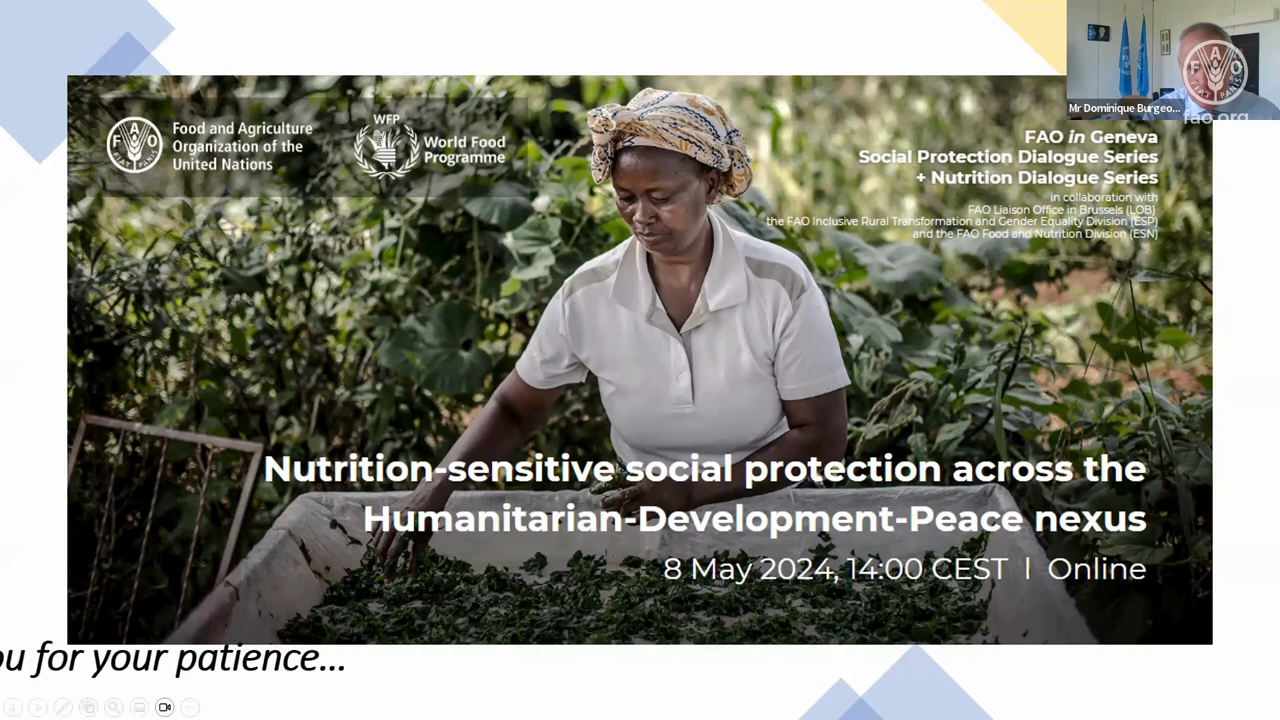 Food and Agriculture
Organization of the
United Nations
WFP
World Food
Programme
FAO in Geneva
Social Protection Dialogue Series
+ Nutrition Dialogue Series
in collaboration with
FAO Liaison Office in Brussels (LOB)
the FAO Inclusive Rural Transformation and Gender Equality Division (ESP)
and the FAO Food and Nutrition Division (ESN)
Mr Dominique Burgeo...
fao.org
Nutrition-sensitive social protection across the
Humanitarian-Development-Peace nexus
8 May 2024, 14:00 CEST | Online
ou for your patience...